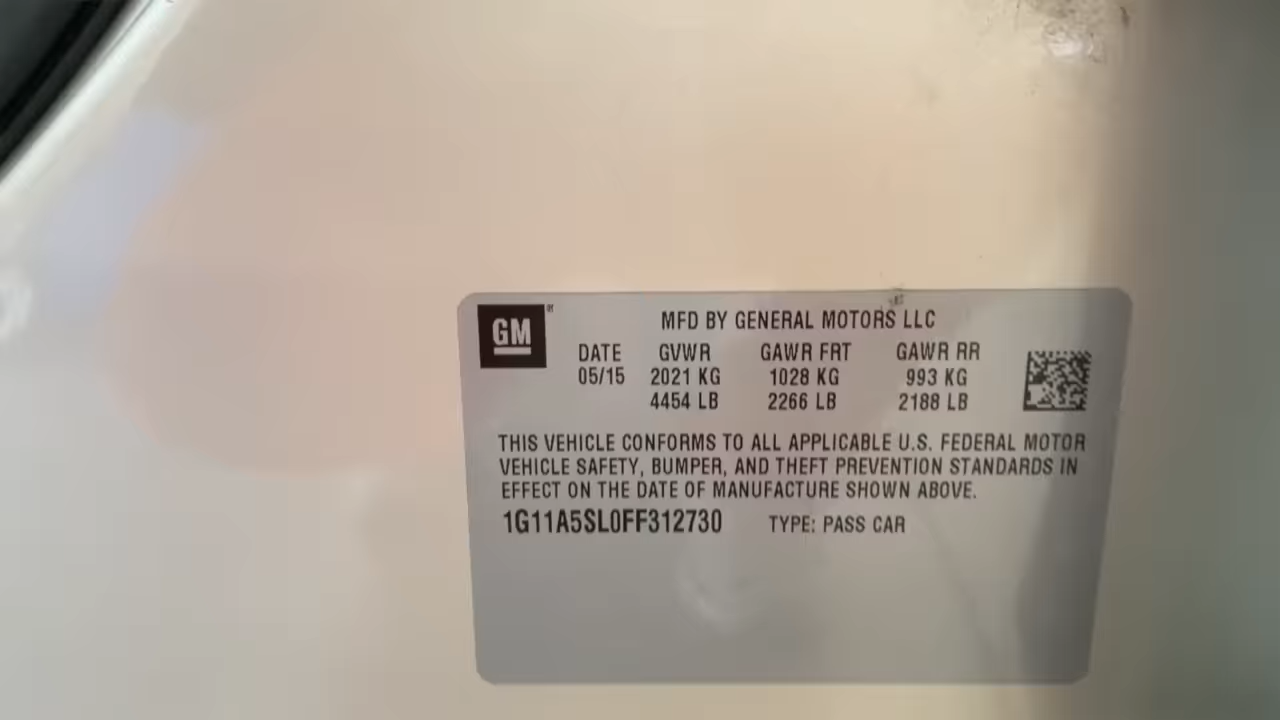 GM®
MFD BY GENERAL MOTORS LLC
DATE GVWR GAWR FRT GAWR RR
05/15 2021 KG 1028 KG 993 KG
4454 LB 2266 LB 2188 LB
THIS VEHICLE CONFORMS TO ALL APPLICABLE U.S. FEDERAL MOTOR
VEHICLE SAFETY, BUMPER, AND THEFT PREVENTION STANDARDS IN
EFFECT ON THE DATE OF MANUFACTURE SHOWN ABOVE.
1G11A5SL0FF312730 TYPE: PASS CAR